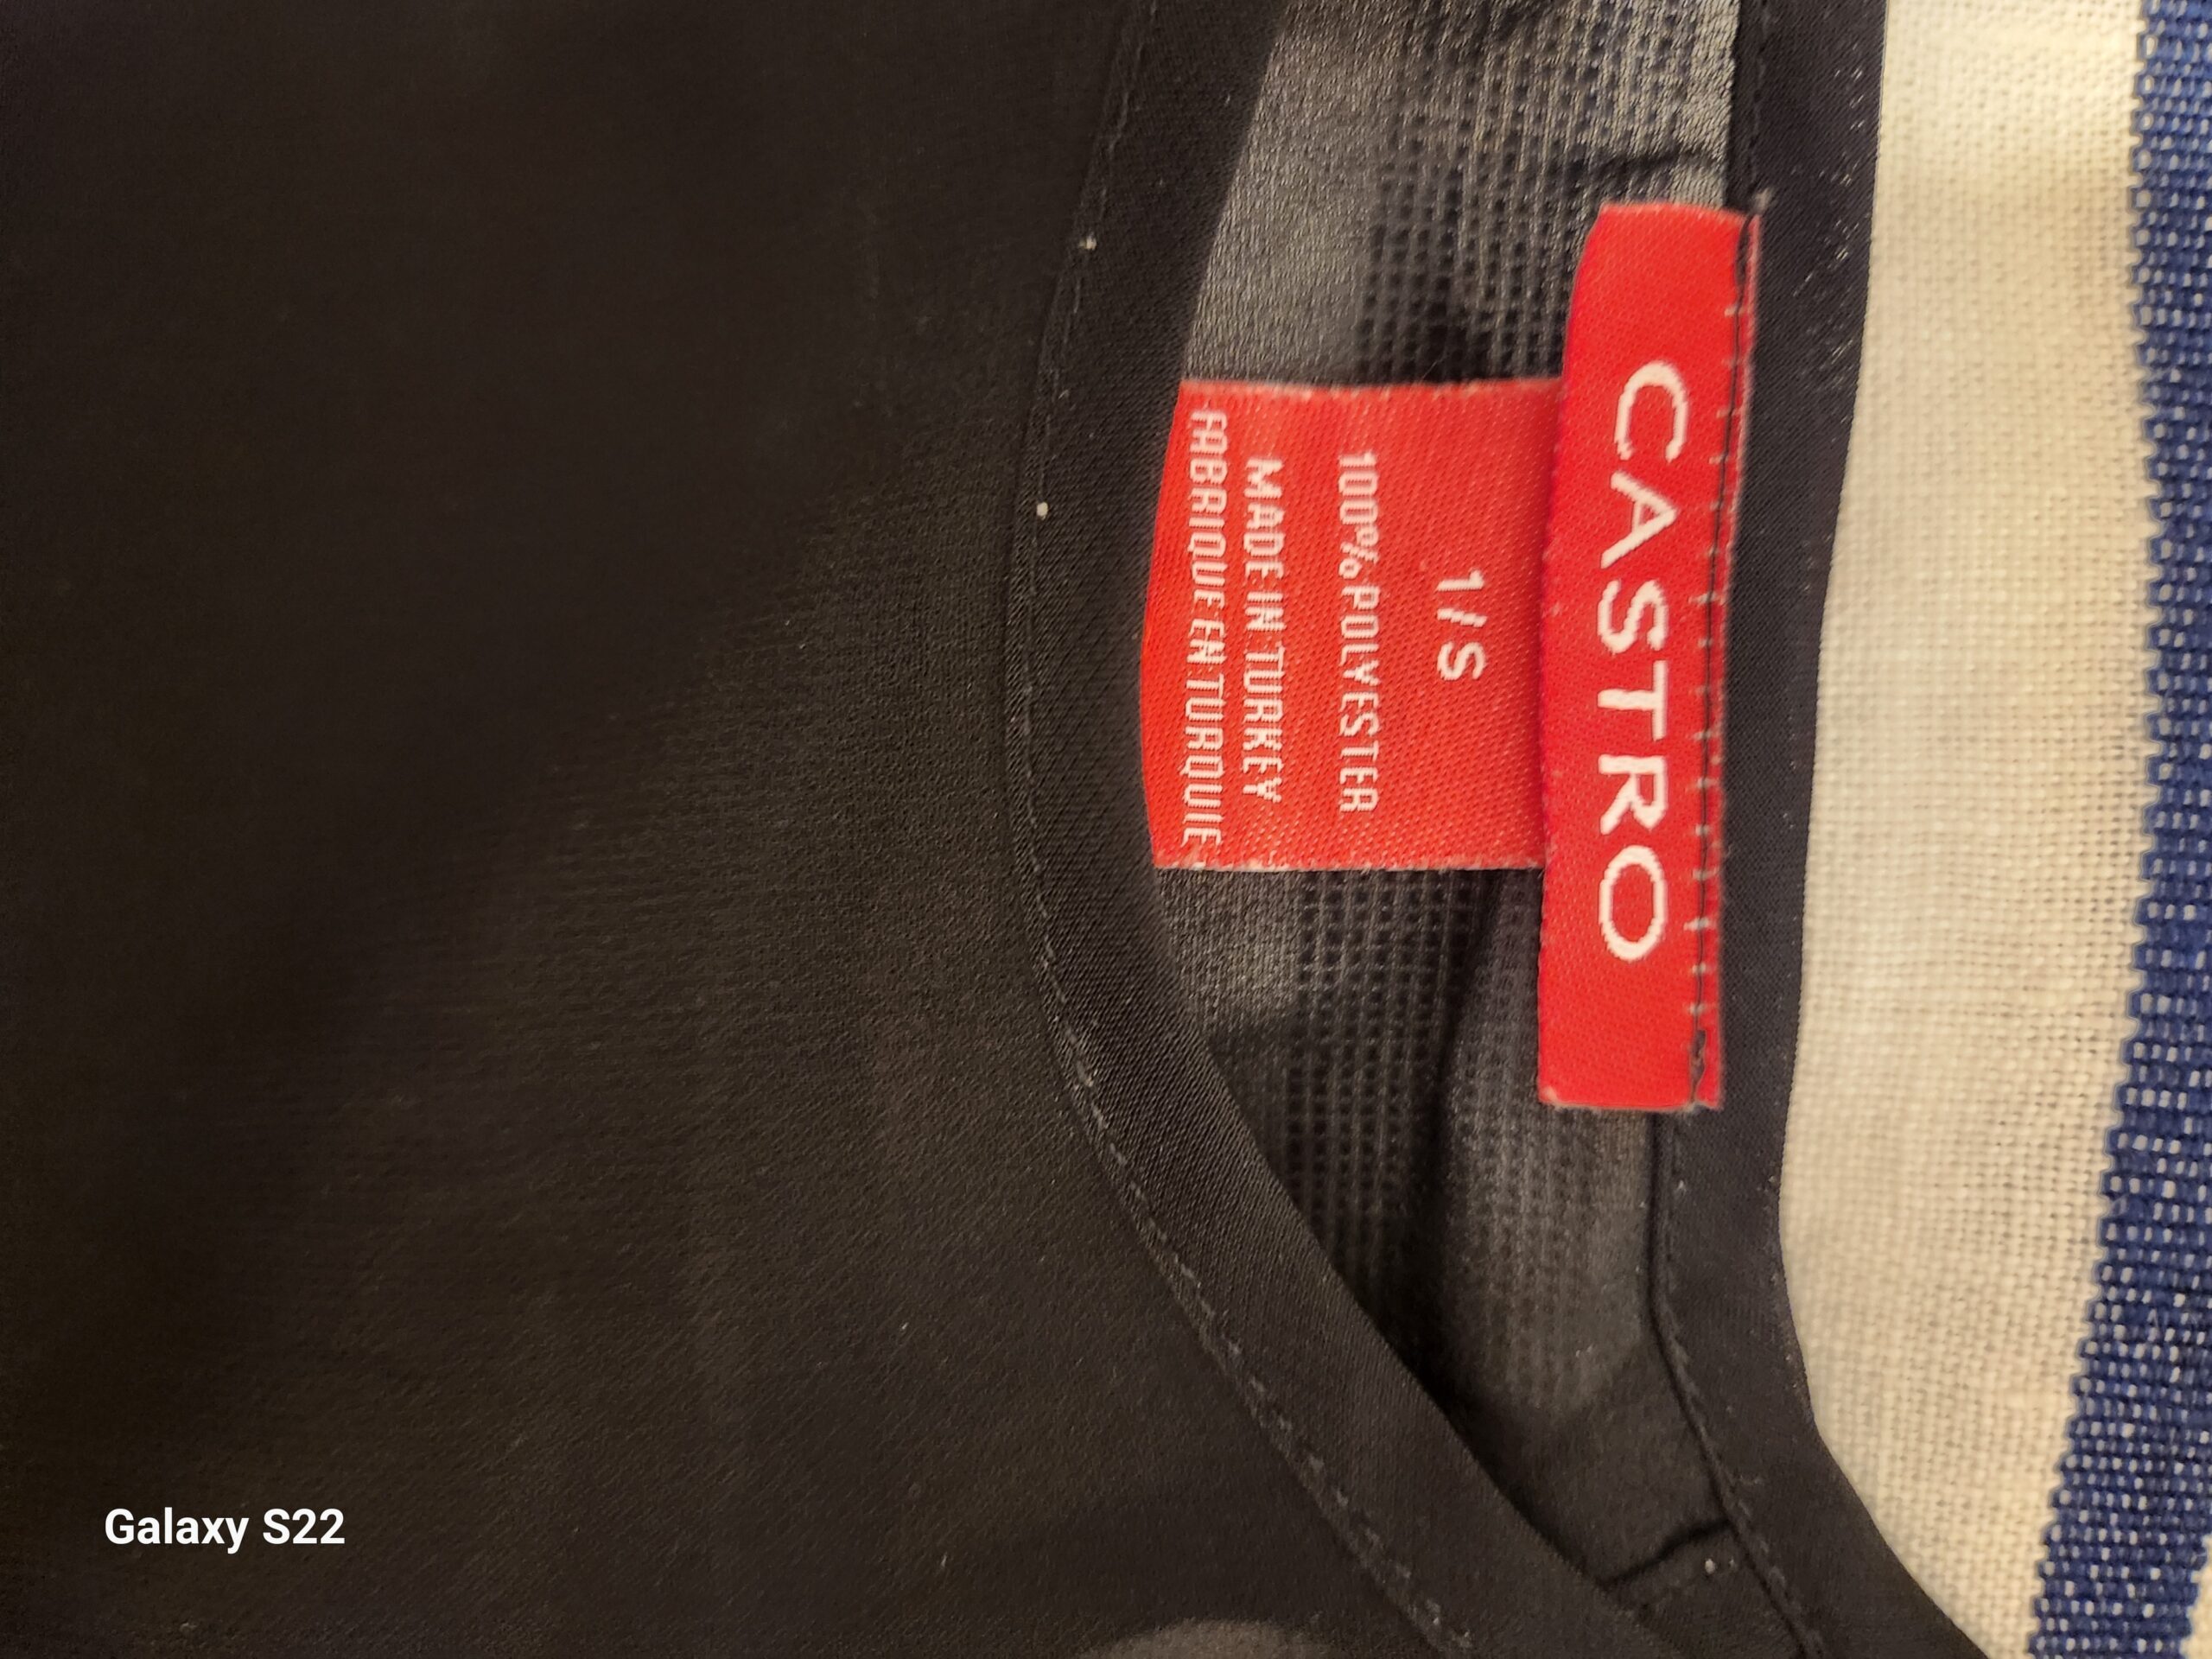 CASTRO
1/S
100% POLYESTER
MADE IN TURKEY
FABRIQUE EN TURQUIE
Galaxy S22